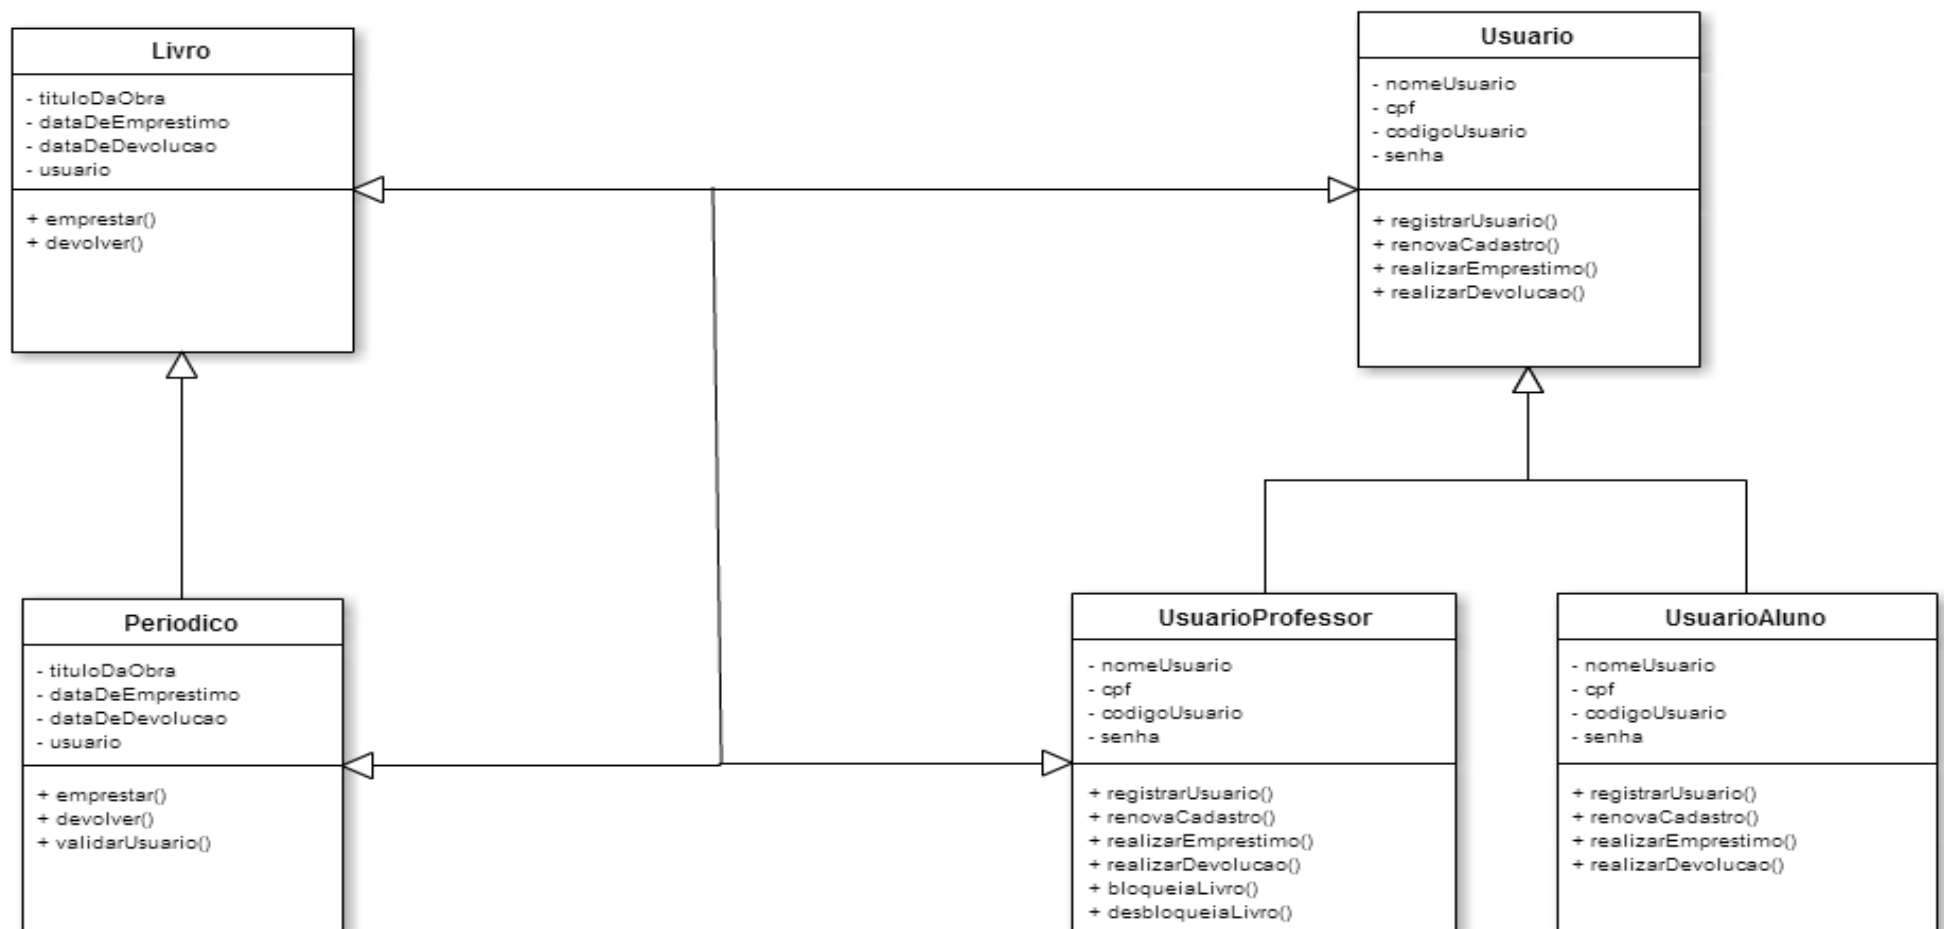 Livro
- tituloDaObra
- dataDeEmprestimo
- dataDeDevolucao
- usuario
+ emprestar()
+ devolver()
Usuario
- nomeUsuario
- cpf
- codigoUsuario
- senha
+ registrarUsuario()
+ renovaCadastro()
+ realizarEmprestimo()
+ realizarDevolucao()
Periodico
- tituloDaObra
- dataDeEmprestimo
- dataDeDevolucao
- usuario
+ emprestar()
+ devolver()
+ validarUsuario()
UsuarioProfessor
- nomeUsuario
- cpf
- codigoUsuario
- senha
+ registrarUsuario()
+ renovaCadastro()
+ realizarEmprestimo()
+ realizarDevolucao()
+ bloqueiaLivro()
+ desbloqueiaLivro()
UsuarioAluno
- nomeUsuario
- cpf
- codigoUsuario
- senha
+ registrarUsuario()
+ renovaCadastro()
+ realizarEmprestimo()
+ realizarDevolucao()